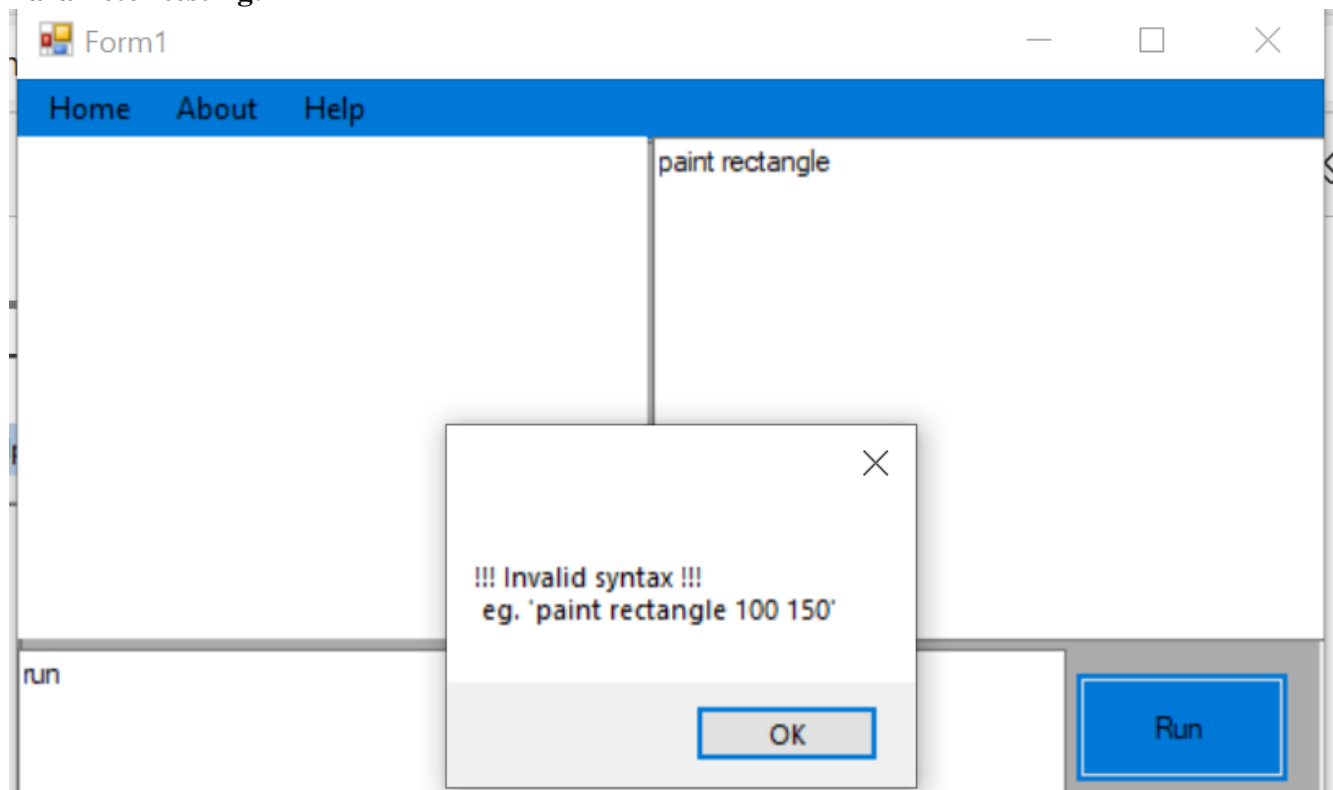 Form1
Home About Help
paint rectangle
!!! Invalid syntax !!!
eg. 'paint rectangle 100 150'
OK
run
Run